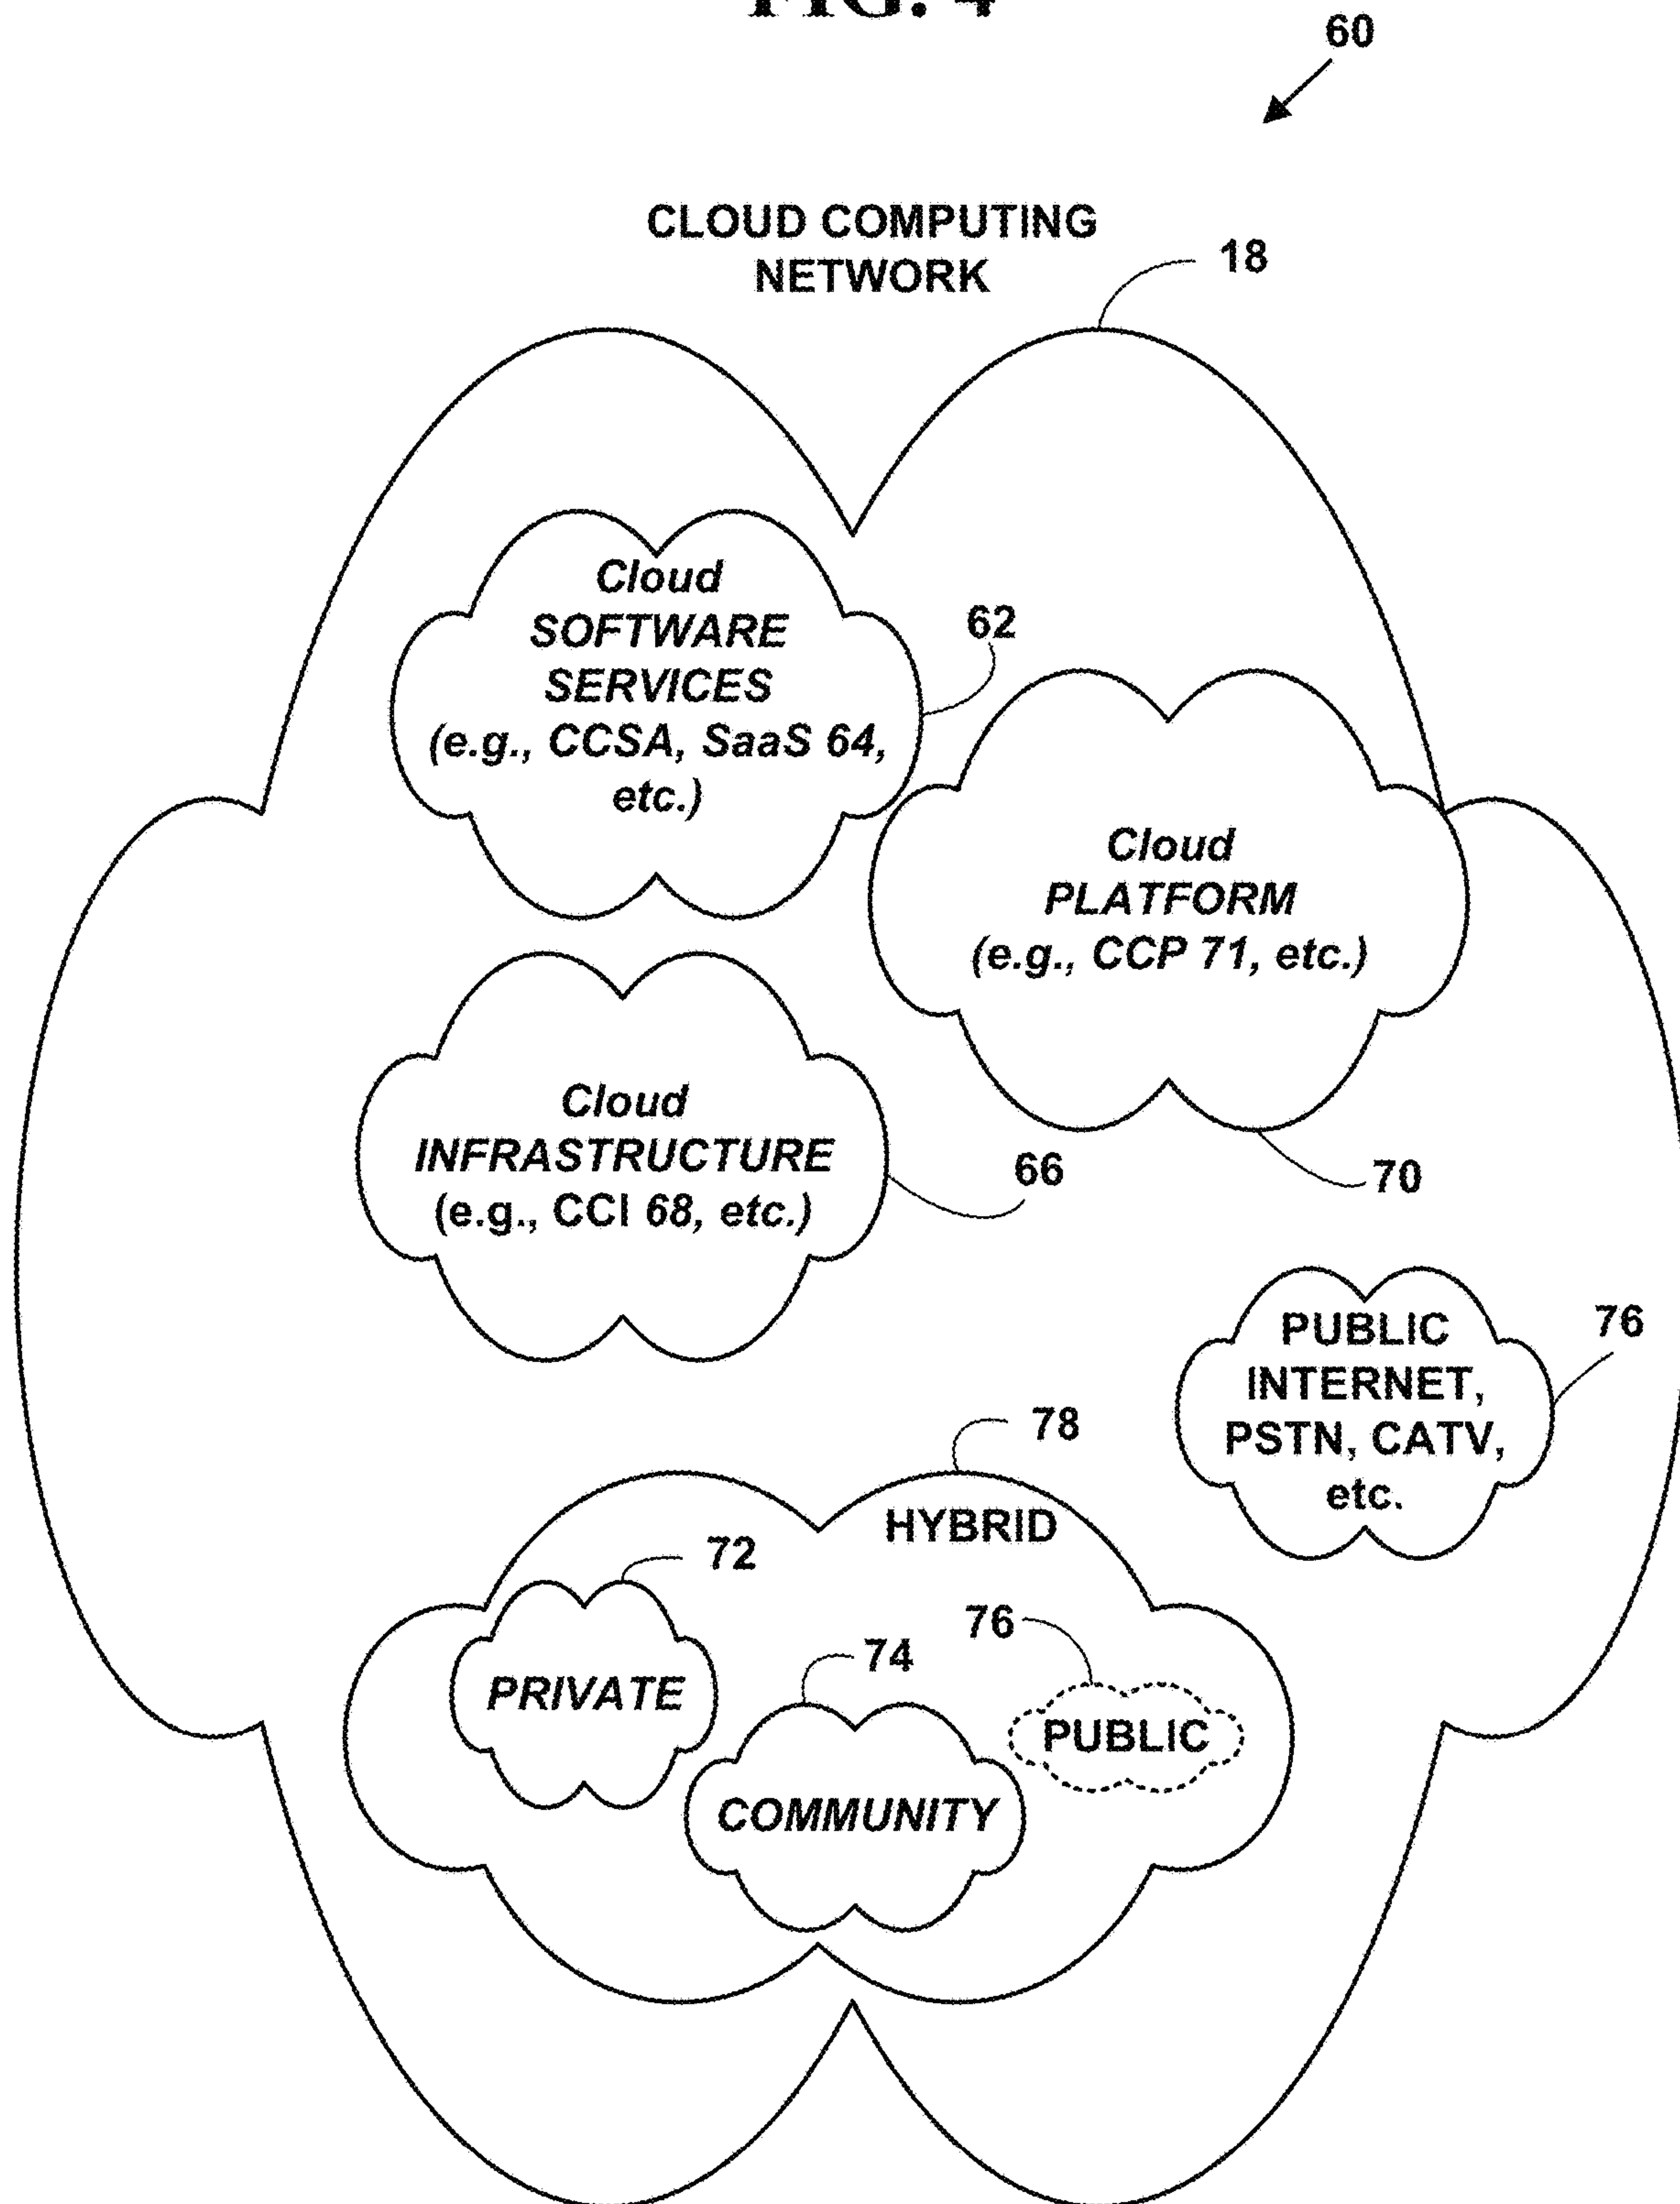 FIG. 4
60
CLOUD COMPUTING
NETWORK
18
Cloud
SOFTWARE
SERVICES
(e.g., CCSA, SaaS 64,
etc.)
62
Cloud
PLATFORM
(e.g., CCP 71, etc.)
70
Cloud
INFRASTRUCTURE
(e.g., CCI 68, etc.)
66
PUBLIC
INTERNET,
PSTN, CATV,
etc.
76
78
HYBRID
72
PRIVATE
74
COMMUNITY
76
PUBLIC